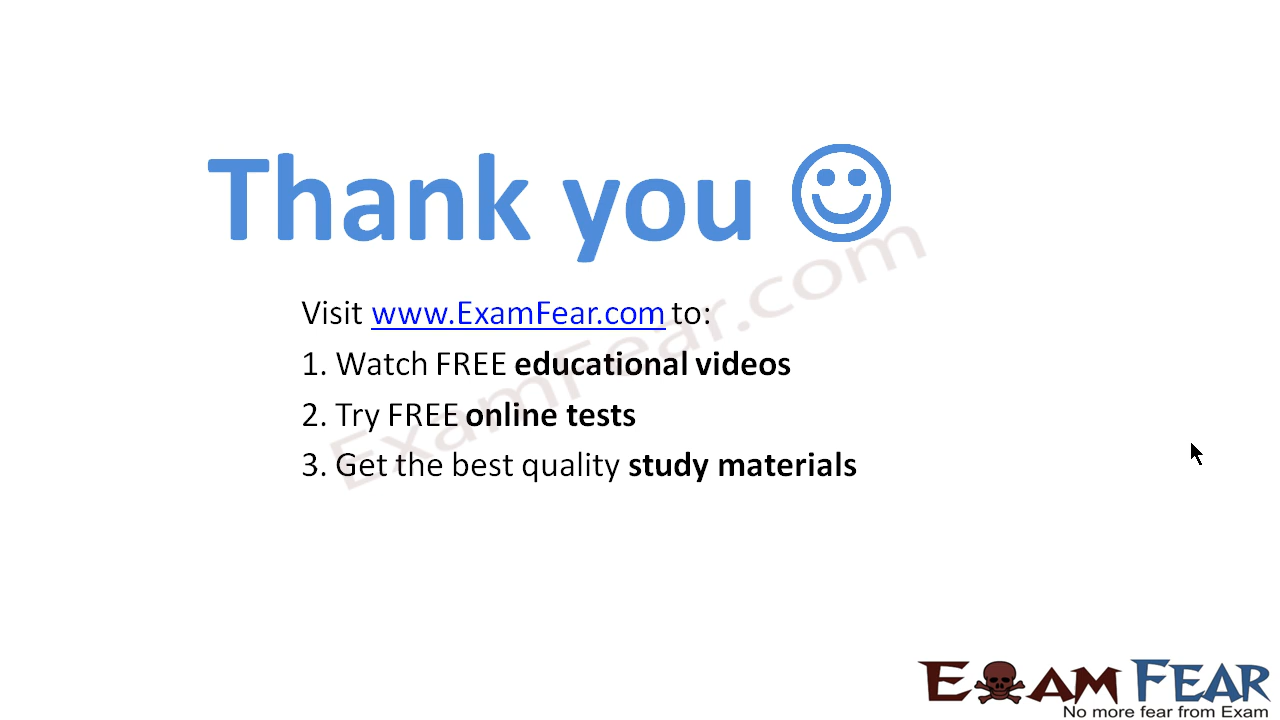 Thank you ☺
Visit www.ExamFear.com to:
1. Watch FREE educational videos
2. Try FREE online tests
3. Get the best quality study materials
ExamFear.com
EXAM FEAR
No more fear from Exam